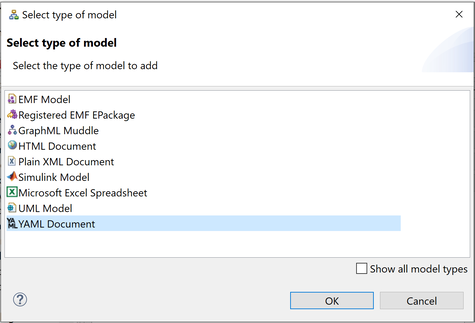 Select type of model
Select type of model
Select the type of model to add
EMF Model
Registered EMF EPackage
GraphML Muddle
HTML Document
Plain XML Document
Simulink Model
Microsoft Excel Spreadsheet
UML Model
YAML Document
Show all model types
OK
Cancel